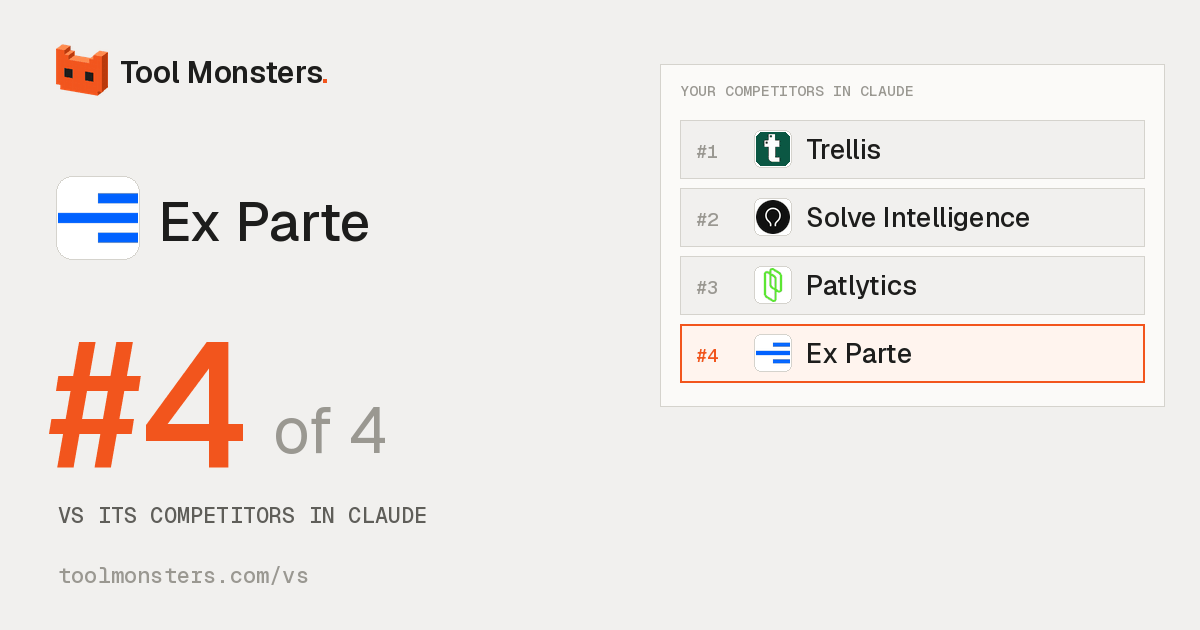 Tool Monsters.
Ex Parte
#4 of 4
VS ITS COMPETITORS IN CLAUDE
toolmonsters.com/vs
YOUR COMPETITORS IN CLAUDE
#1 t Trellis
#2 Solve Intelligence
#3 Patlytics
#4 Ex Parte